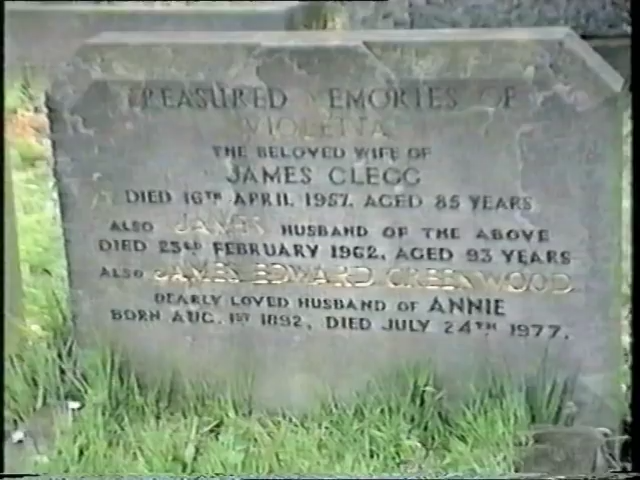 TREASURED MEMORIES OF
VIOLETTA
THE BELOVED WIFE OF
JAMES CLEGG
DIED 16TH APRIL 1957. AGED 85 YEARS
ALSO JAMES HUSBAND OF THE ABOVE
DIED 23RD FEBRUARY 1962, AGED 93 YEARS
ALSO JAMES EDWARD GREENWOOD
DEARLY LOVED HUSBAND OF ANNIE
BORN AUG. 1ST 1892, DIED JULY 24TH 1977.